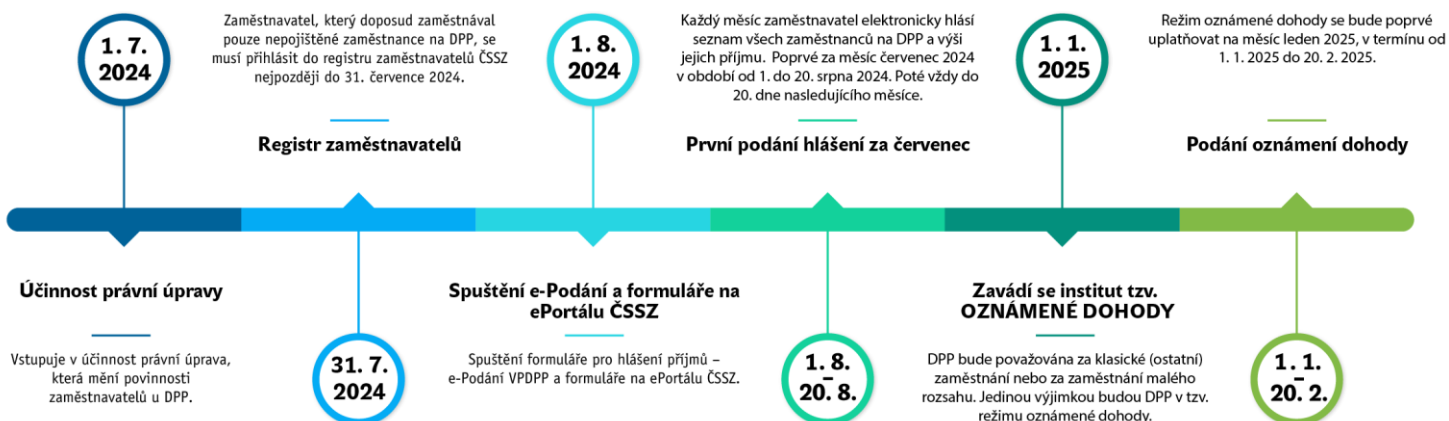 1. 7.
2024
Účinnost právní úpravy
Vstupuje v účinnost právní úprava,
která mění povinnosti
zaměstnavatelů u DPP.
Zaměstnavatel, který doposud zaměstnával
pouze nepojištěné zaměstnance na DPP, se
musí přihlásit do registru zaměstnavatelů ČSSZ
nejpozději do 31. července 2024.
Registr zaměstnavatelů
31. 7.
2024
1. 8.
2024
Spuštění e-Podání a formuláře na
ePortálu ČSSZ
Spuštění formuláře pro hlášení příjmů –
e-Podání VPDPP a formuláře na ePortálu ČSSZ.
Každý měsíc zaměstnavatel elektronicky hlásí
seznam všech zaměstnanců na DPP a výši
jejich příjmu. Poprvé za měsíc červenec 2024
v období od 1. do 20. srpna 2024. Poté vždy do
20. dne nasledujícího měsíce.
První podání hlášení za červenec
1. 8.
–
20. 8.
1. 1.
2025
Zavádí se institut tzv.
OZNÁMENÉ DOHODY
DPP bude považována za klasické (ostatní)
zaměstnání nebo za zaměstnání malého
rozsahu. Jedinou výjimkou budou DPP v tzv.
režimu oznámené dohody.
Režim oznámené dohody se bude poprvé
uplatňovat na měsíc leden 2025, v termínu od
1. 1. 2025 do 20. 2. 2025.
Podání oznámení dohody
1. 1.
–
20. 2.